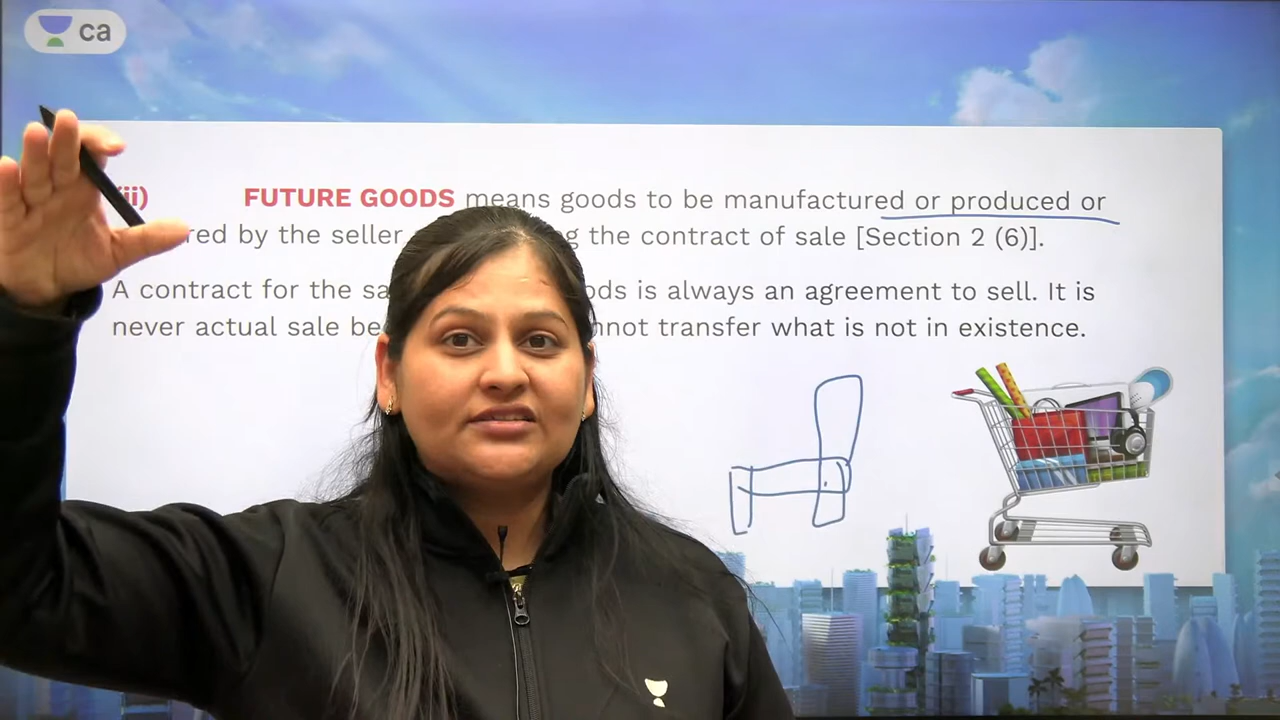 ca
ii) FUTURE GOODS means goods to be manufactured or produced or
red by the seller g the contract of sale [Section 2 (6)].
A contract for the sa ods is always an agreement to sell. It is
never actual sale be nnot transfer what is not in existence.